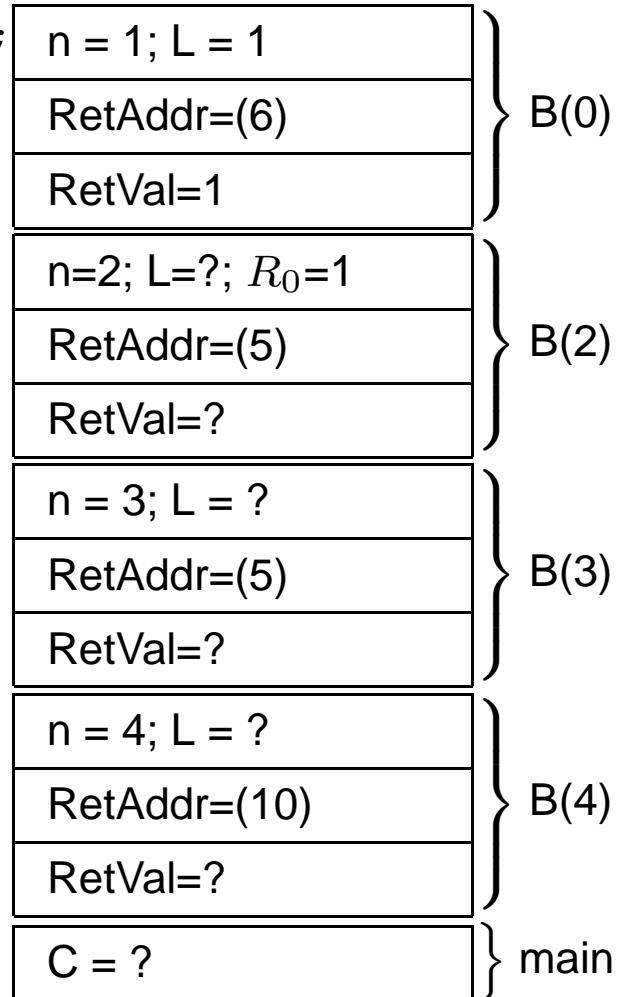 n = 1; L = 1
RetAddr=(6)
B(0)
RetVal=1
n=2; L=?; R₀=1
RetAddr=(5)
B(2)
RetVal=?
n = 3; L = ?
RetAddr=(5)
B(3)
RetVal=?
n = 4; L = ?
RetAddr=(10)
B(4)
RetVal=?
C = ?
main